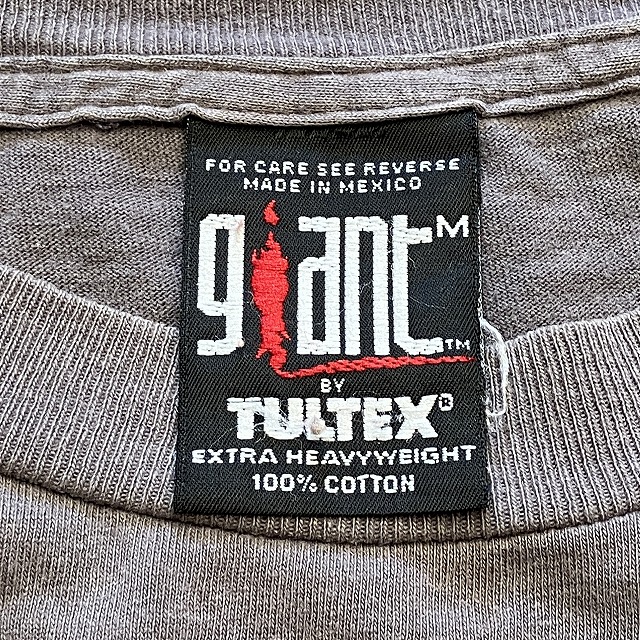 FOR CARE SEE REVERSE
MADE IN MEXICO
giant M
TM
BY
TULTEX®
EXTRA HEAVYWEIGHT
100% COTTON